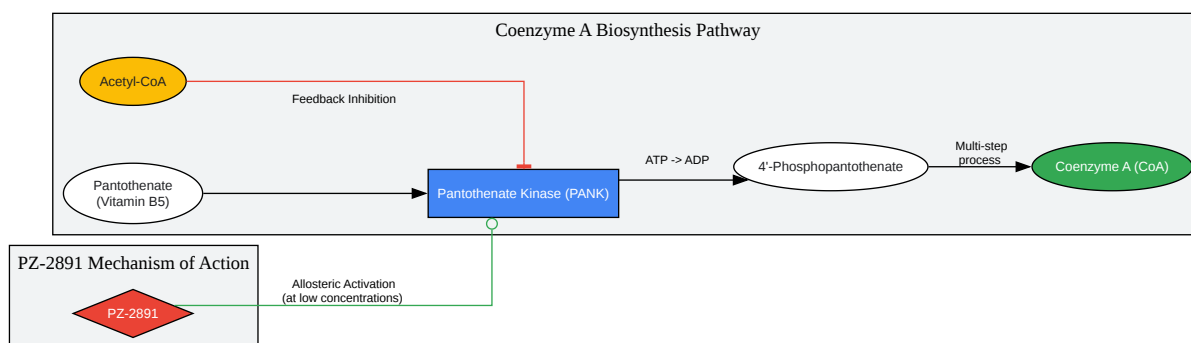 Coenzyme A Biosynthesis Pathway
Acetyl-CoA
Feedback Inhibition
Pantothenate
(Vitamin B5)
Pantothenate Kinase (PANK)
ATP -> ADP
4'-Phosphopantothenate
Multi-step
process
Coenzyme A (CoA)
PZ-2891 Mechanism of Action
PZ-2891
Allosteric Activation
(at low concentrations)